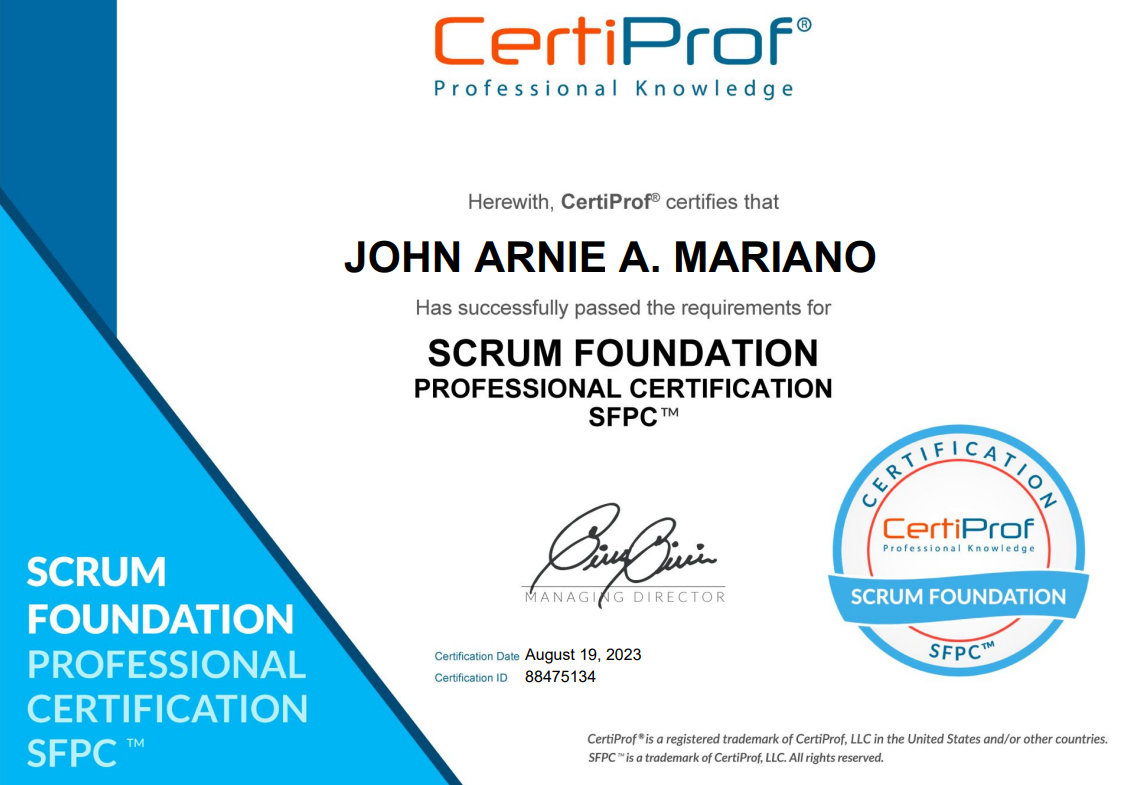 CertiProf®
Professional Knowledge
Herewith, CertiProf® certifies that
JOHN ARNIE A. MARIANO
Has successfully passed the requirements for
SCRUM FOUNDATION
PROFESSIONAL CERTIFICATION
SFPC™
MANAGING DIRECTOR
Certification Date August 19, 2023
Certification ID 88475134
CERTIFICATION
CertiProf
Professional Knowledge
SCRUM FOUNDATION
SFPC™
SCRUM
FOUNDATION
PROFESSIONAL
CERTIFICATION
SFPC ™
CertiProf® is a registered trademark of CertiProf, LLC in the United States and/or other countries.
SFPC™ is a trademark of CertiProf, LLC. All rights reserved.